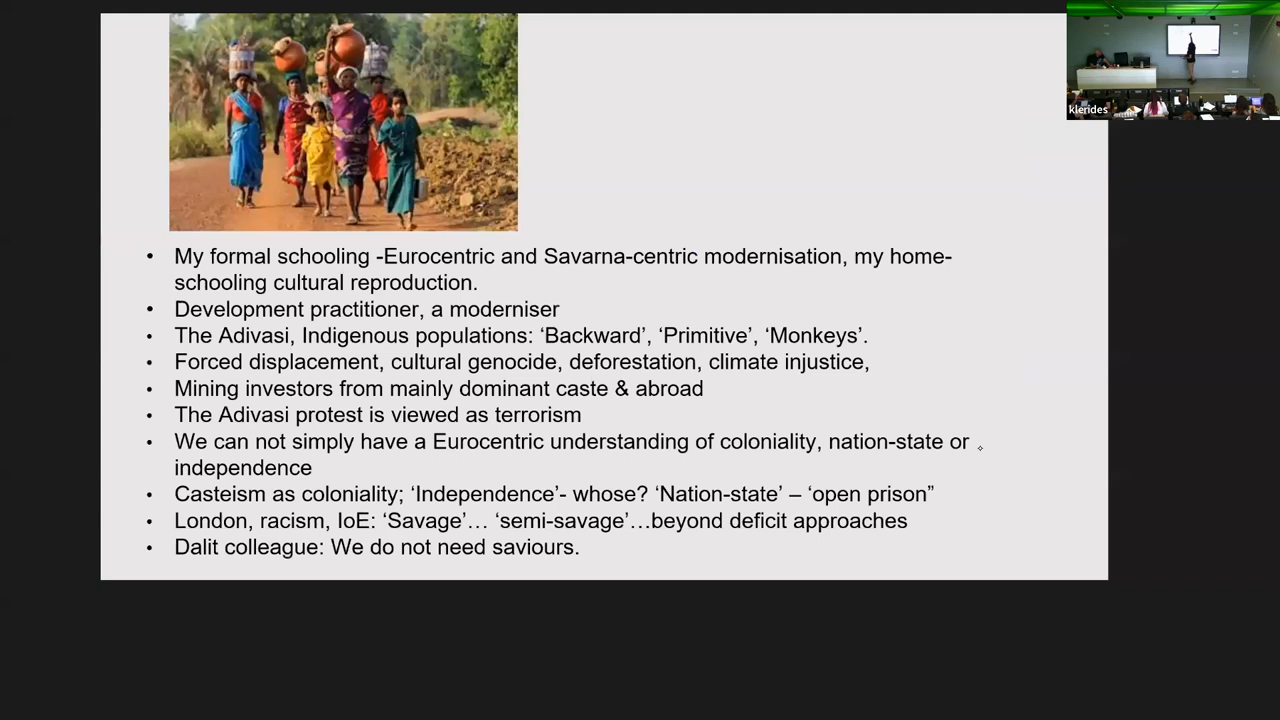 klerides
• My formal schooling -Eurocentric and Savarna-centric modernisation, my home-
schooling cultural reproduction.
• Development practitioner, a moderniser
• The Adivasi, Indigenous populations: ‘Backward’, ‘Primitive’, ‘Monkeys’.
• Forced displacement, cultural genocide, deforestation, climate injustice,
• Mining investors from mainly dominant caste & abroad
• The Adivasi protest is viewed as terrorism
• We can not simply have a Eurocentric understanding of coloniality, nation-state or
independence
• Casteism as coloniality; ‘Independence’- whose? ‘Nation-state’ – ‘open prison”
• London, racism, IoE: ‘Savage’… ‘semi-savage’…beyond deficit approaches
• Dalit colleague: We do not need saviours.